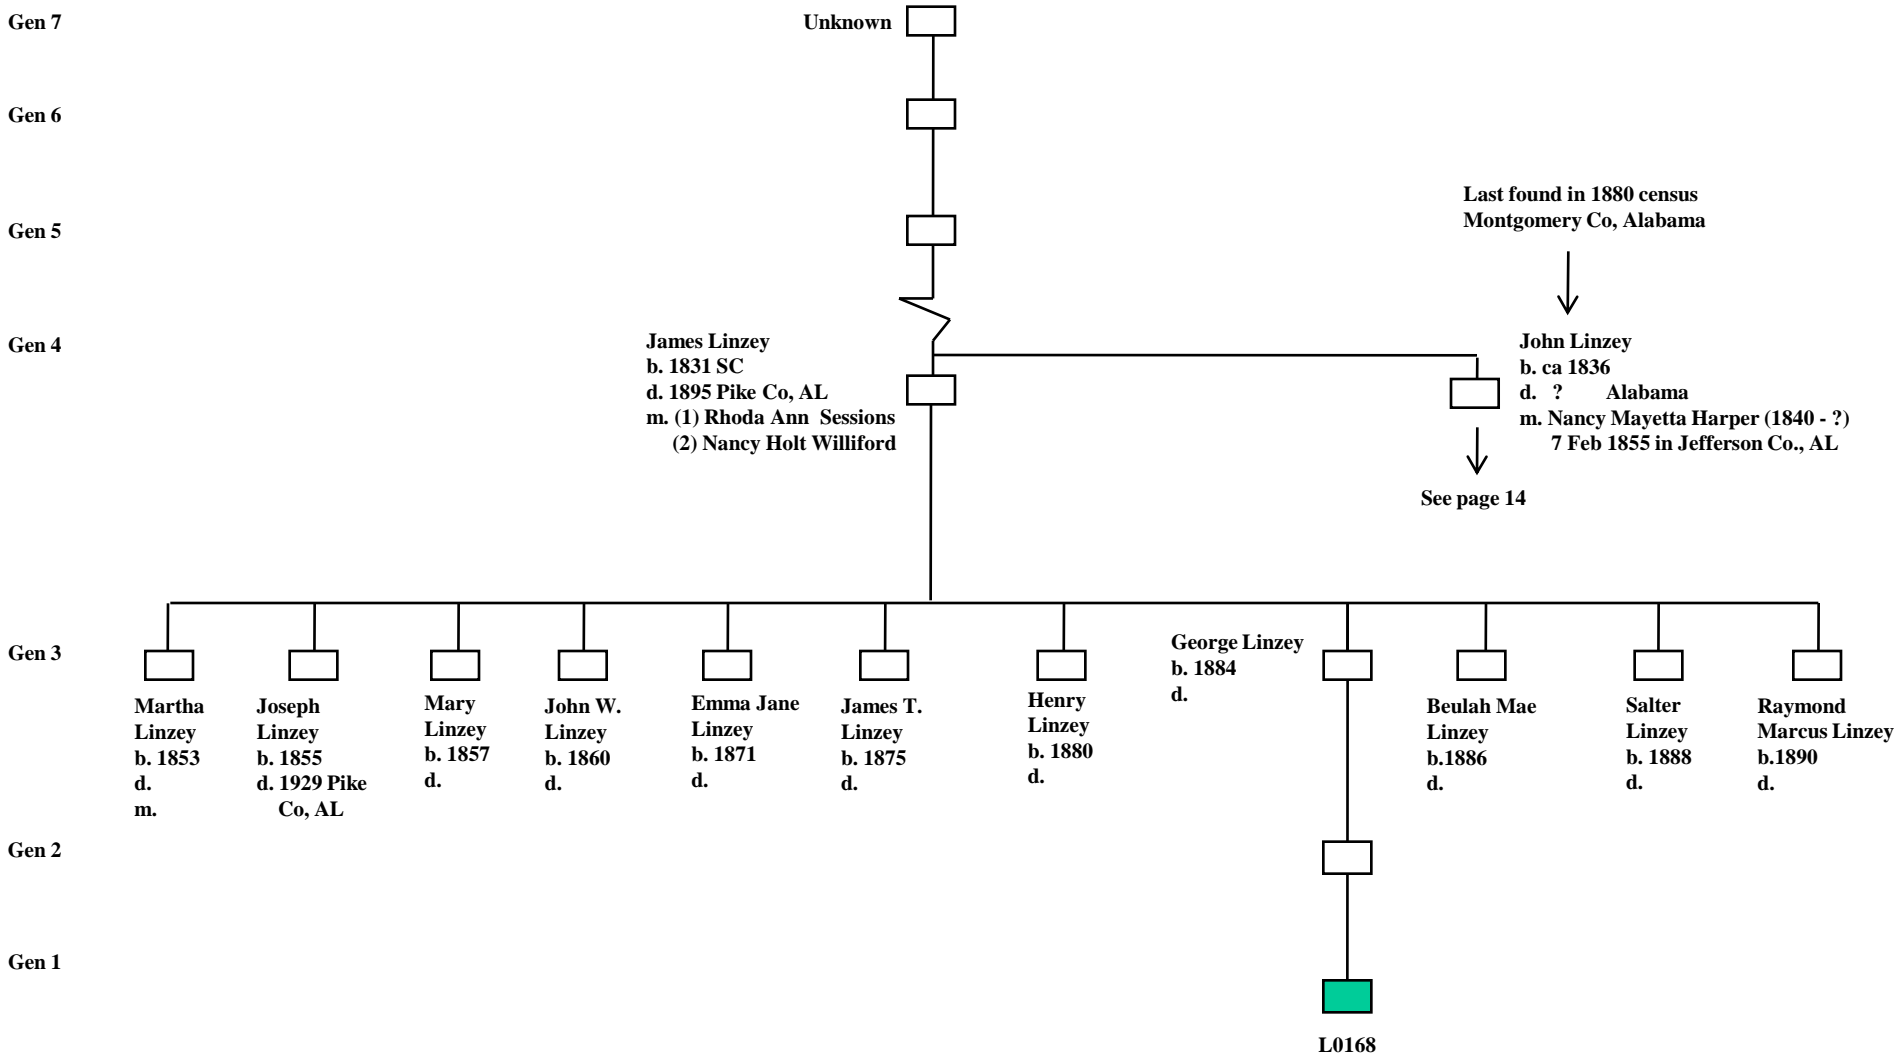 Gen 7
Unknown
Gen 6
Gen 5
Last found in 1880 census
Montgomery Co, Alabama
Gen 4
James Linzey
b. 1831 SC
d. 1895 Pike Co, AL
m. (1) Rhoda Ann Sessions
(2) Nancy Holt Williford
John Linzey
b. ca 1836
d. ? Alabama
m. Nancy Mayetta Harper (1840 - ?)
7 Feb 1855 in Jefferson Co., AL
See page 14
Gen 3
Martha
Linzey
b. 1853
d.
m.
Joseph
Linzey
b. 1855
d. 1929 Pike
Co, AL
Mary
Linzey
b. 1857
d.
John W.
Linzey
b. 1860
d.
Emma Jane
Linzey
b. 1871
d.
James T.
Linzey
b. 1875
d.
Henry
Linzey
b. 1880
d.
George Linzey
b. 1884
d.
Beulah Mae
Linzey
b.1886
d.
Salter
Linzey
b. 1888
d.
Raymond
Marcus Linzey
b.1890
d.
Gen 2
Gen 1
L0168